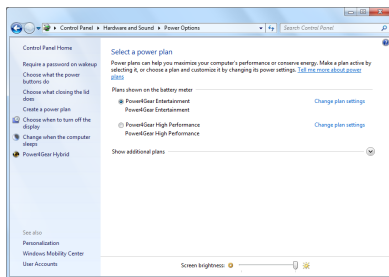 Control Panel ▸ Hardware and Sound ▸ Power Options
Search Control Panel
Control Panel Home
Require a password on wakeup
Choose what the power
buttons do
Choose what closing the lid
does
Create a power plan
Choose when to turn off the
display
Change when the computer
sleeps
Power4Gear Hybrid
See also
Personalization
Windows Mobility Center
User Accounts
Select a power plan
Power plans can help you maximize your computer's performance or conserve energy. Make a plan active by
selecting it, or choose a plan and customize it by changing its power settings. Tell me more about power
plans
Plans shown on the battery meter
Power4Gear Entertainment Change plan settings
Power4Gear Entertainment
Power4Gear High Performance Change plan settings
Power4Gear High Performance
Show additional plans
Screen brightness: